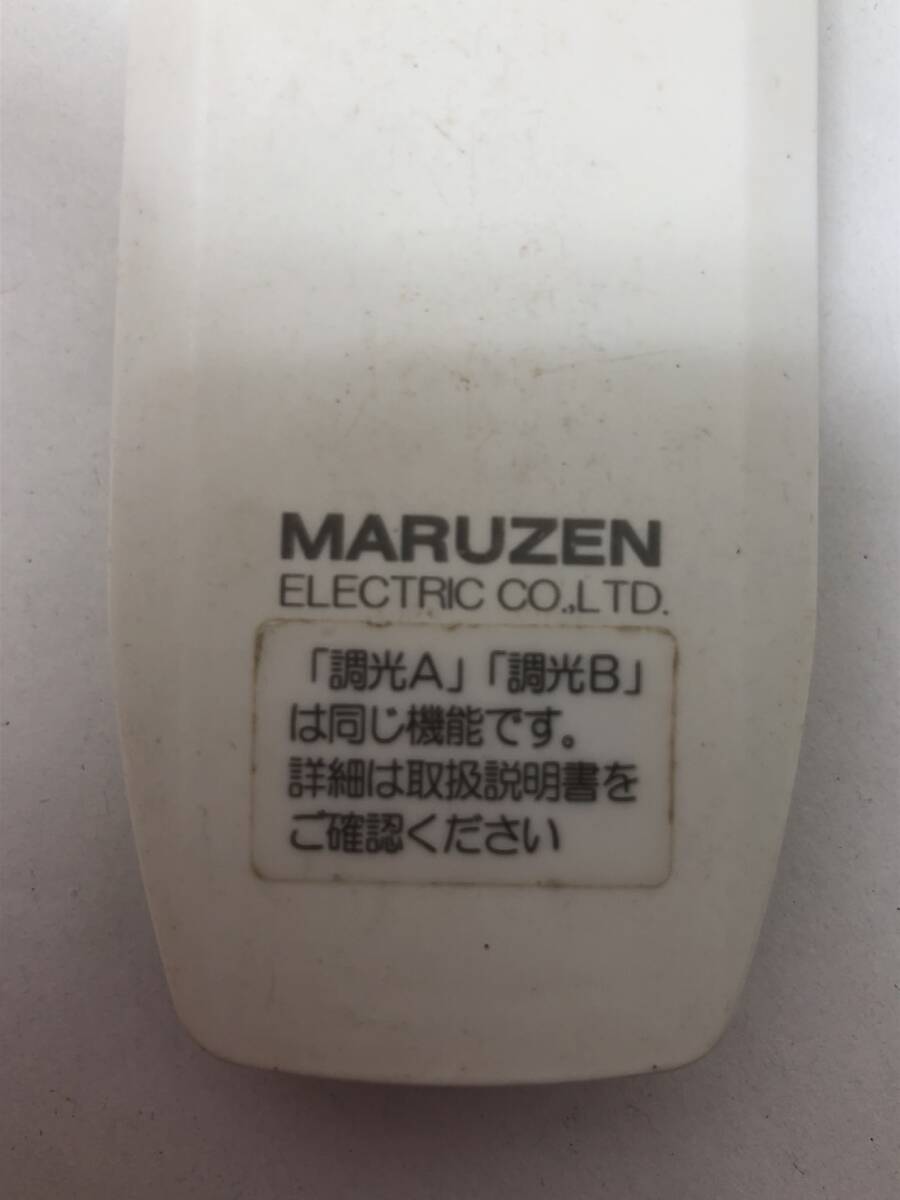 MARUZEN
ELECTRIC CO.,LTD.
「調光A」「調光B」
は同じ機能です。
詳細は取扱説明書を
ご確認ください